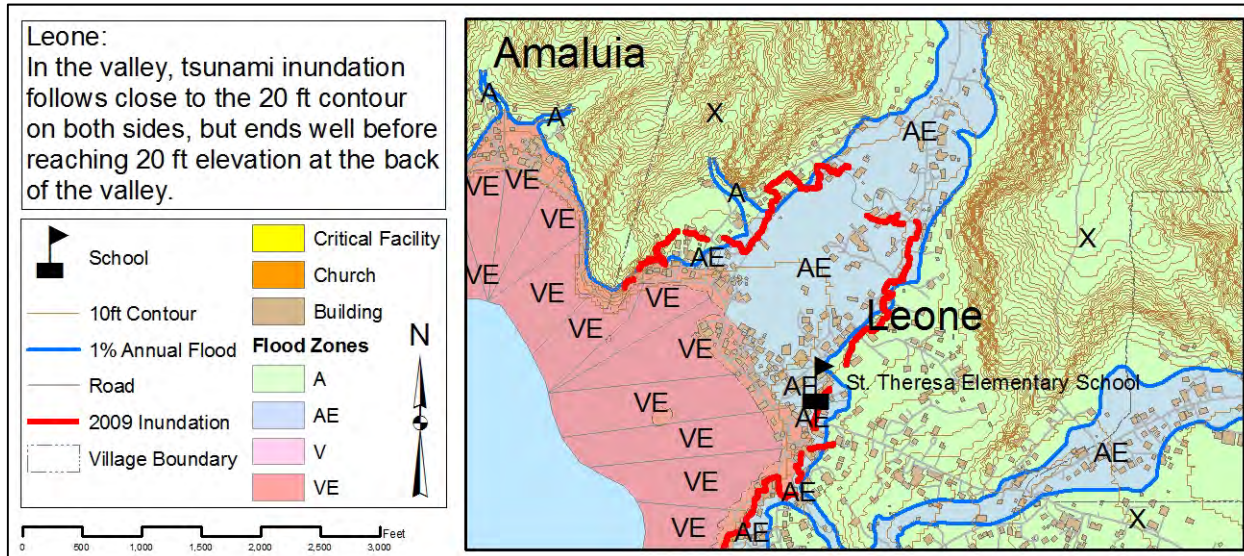 Leone:
In the valley, tsunami inundation
follows close to the 20 ft contour
on both sides, but ends well before
reaching 20 ft elevation at the back
of the valley.
School
10ft Contour
1% Annual Flood
Road
2009 Inundation
Village Boundary
Critical Facility
Church
Building
Flood Zones
A
AE
V
VE
N
0 500 1,000 1,500 2,000 2,500 3,000 Feet
Amaluia
A
A
X
AE
VE VE
A
VE
X
AE
AE
VE
VE
VE
VE
Leone
AE
St. Theresa Elementary School
VE
AE
VE
AE
VE
AE
VE
AE
X